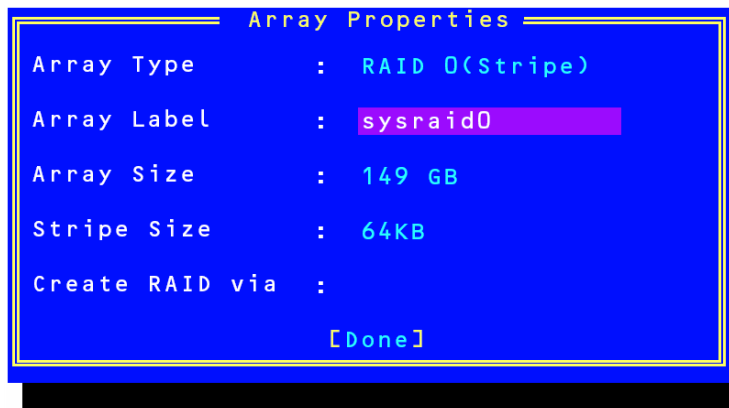 Array Properties
Array Type : RAID 0(Stripe)
Array Label : sysraid0
Array Size : 149 GB
Stripe Size : 64KB
Create RAID via :
[Done]